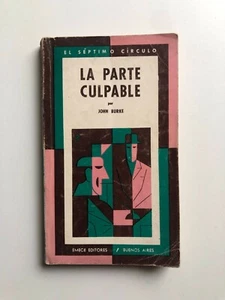 EL SÉPTIMO CÍRCULO
LA PARTE
CULPABLE
por
JOHN BURKE
EMECÉ EDITORES / BUENOS AIRES